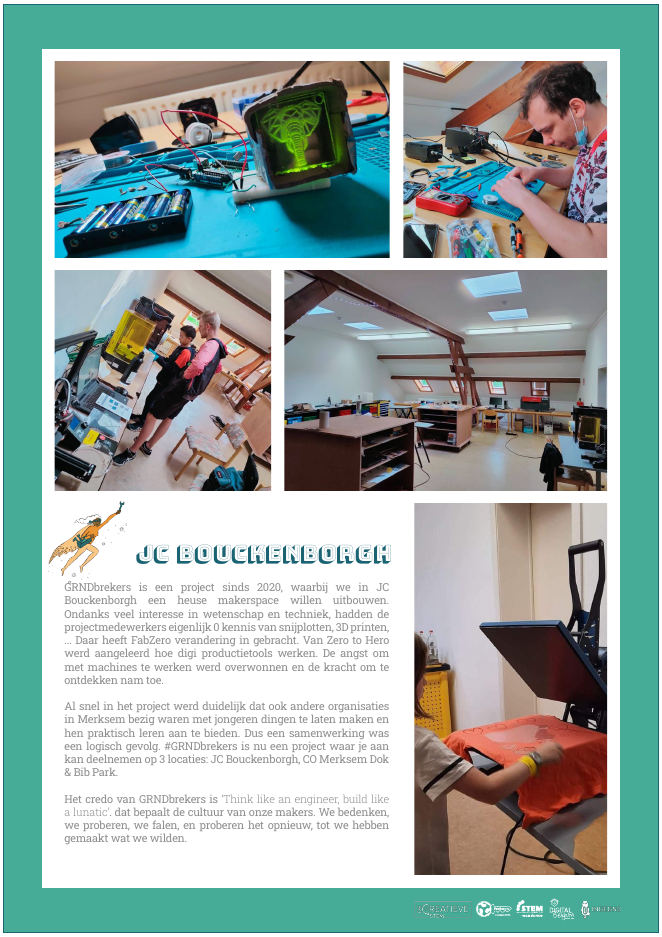 JC BOUCKENBORGH
GRNDbrekers is een project sinds 2020, waarbij we in JC
Bouckenborgh een heuse makerspace willen uitbouwen.
Ondanks veel interesse in wetenschap en techniek, hadden de
projectmedewerkers eigenlijk 0 kennis van snijplotten, 3D printen,
... Daar heeft FabZero verandering in gebracht. Van Zero to Hero
werd aangeleerd hoe digi productietools werken. De angst om
met machines te werken werd overwonnen en de kracht om te
ontdekken nam toe.
Al snel in het project werd duidelijk dat ook andere organisaties
in Merksem bezig waren met jongeren dingen te laten maken en
hen praktisch leren aan te bieden. Dus een samenwerking was
een logisch gevolg. #GRNDbrekers is nu een project waar je aan
kan deelnemen op 3 locaties: JC Bouckenborgh, CO Merksem Dok
& Bib Park.
Het credo van GRNDbrekers is 'Think like an engineer, build like
a lunatic'. dat bepaalt de cultuur van onze makers. We bedenken,
we proberen, we falen, en proberen het opnieuw, tot we hebben
gemaakt wat we wilden.
CREATIEVE
STEM
DIGITAL